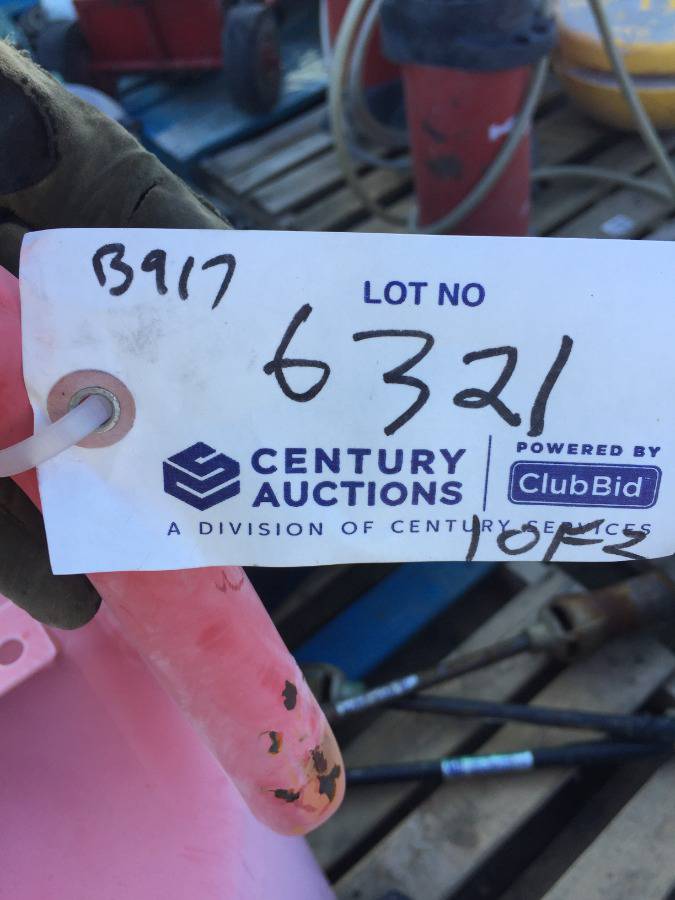 B917
LOT NO
6321
CENTURY
AUCTIONS
POWERED BY
ClubBid
A DIVISION OF CENTURY SERVICES
1 OF 2